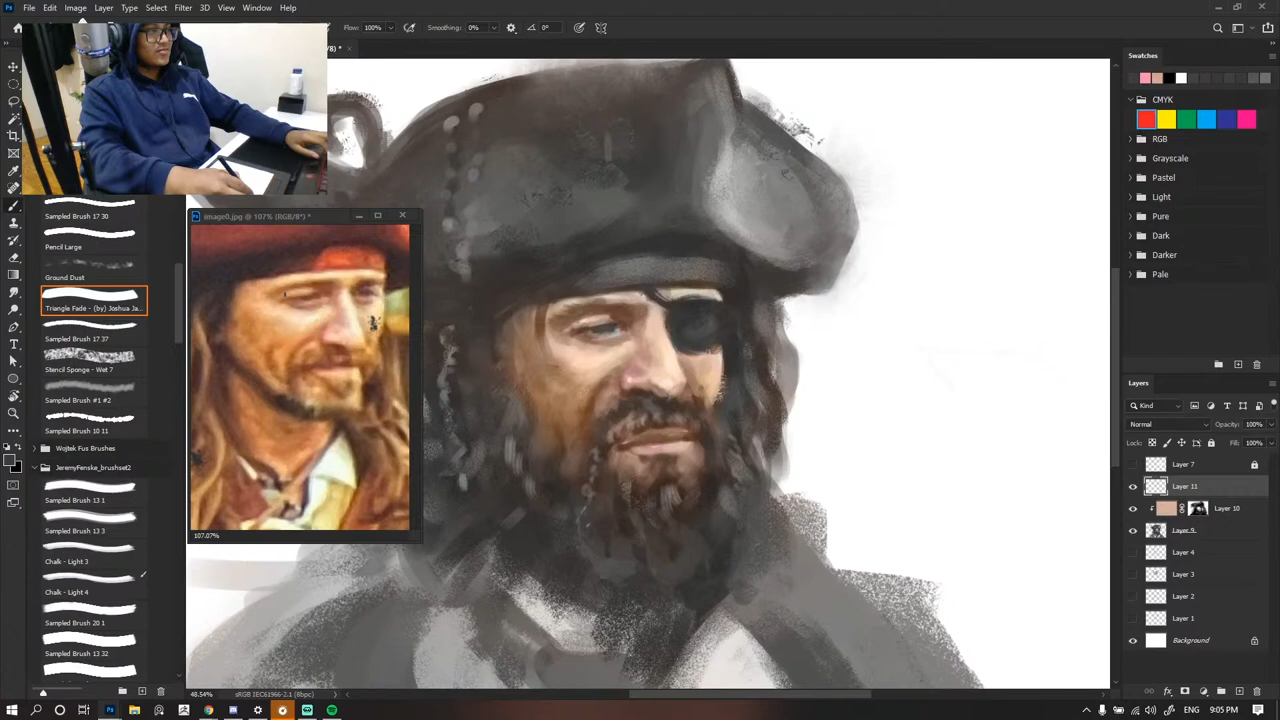 File Edit Image Layer Type Select Filter 3D View Window Help
Flow: 100% Smoothing: 0% 0°
/8) *
Sampled Brush 17 30
Pencil Large
Ground Dust
Triangle Fade - (by) Joshua Ja...
Sampled Brush 17 37
Stencil Sponge - Wet 7
Sampled Brush #1 #2
Sampled Brush 10 11
Wojtek Fus Brushes
JeremyFenske_brushset2
Sampled Brush 13 1
Sampled Brush 13 3
Chalk - Light 3
Chalk - Light 4
Sampled Brush 20 1
Sampled Brush 13 32
image0.jpg @ 107% (RGB/8*) *
107.07%
48.54% sRGB IEC61966-2.1 (8bpc)
Swatches
CMYK
RGB
Grayscale
Pastel
Light
Pure
Dark
Pale
Layers
Kind
Normal Opacity: 100%
Lock: Fill: 100%
Layer 7
Layer 11
Layer 10
Layer 9
Layer 4
Layer 3
Layer 2
Layer 1
Background
ENG 9:05 PM